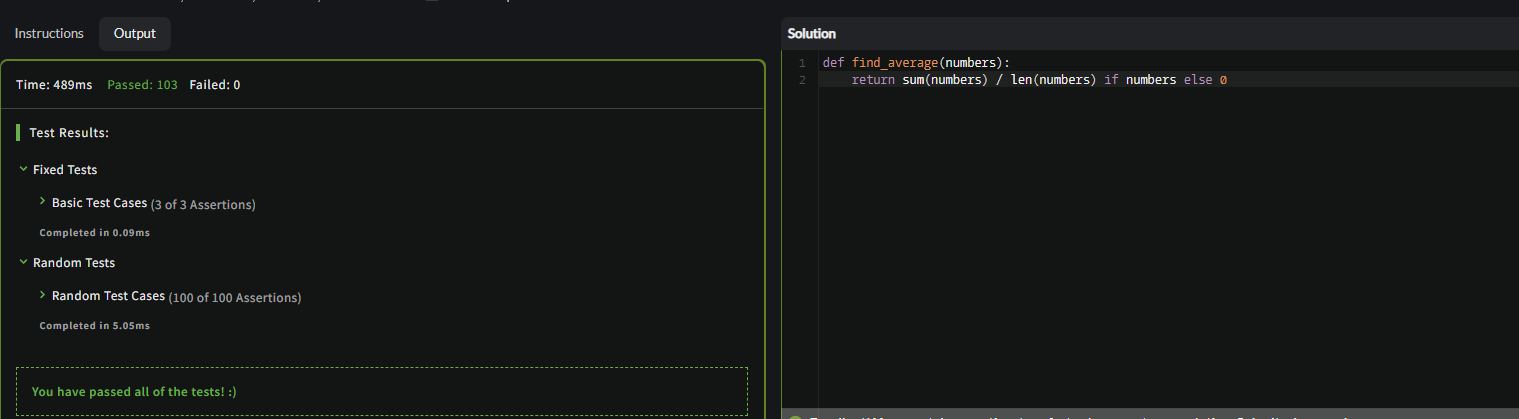 Instructions
Output
Time: 489ms Passed: 103 Failed: 0
Test Results:
Fixed Tests
Basic Test Cases (3 of 3 Assertions)
Completed in 0.09ms
Random Tests
Random Test Cases (100 of 100 Assertions)
Completed in 5.05ms
You have passed all of the tests! :)
Solution
1 def find_average(numbers):
2     return sum(numbers) / len(numbers) if numbers else 0